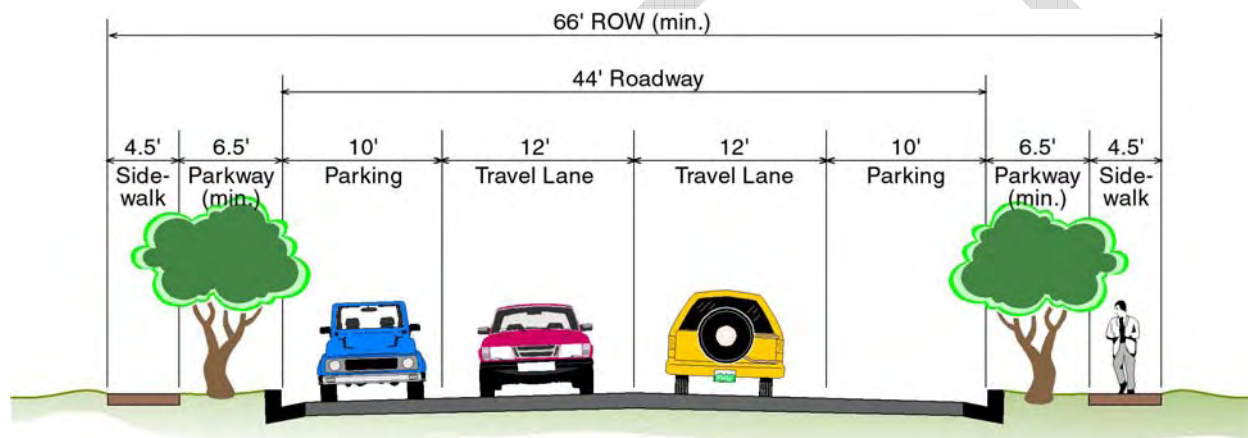 66' ROW (min.)
44' Roadway
4.5' 6.5' 10' 12' 12' 10' 6.5' 4.5'
Side- Parkway Parking Travel Lane Travel Lane Parking Parkway Side-
walk (min.) (min.) walk